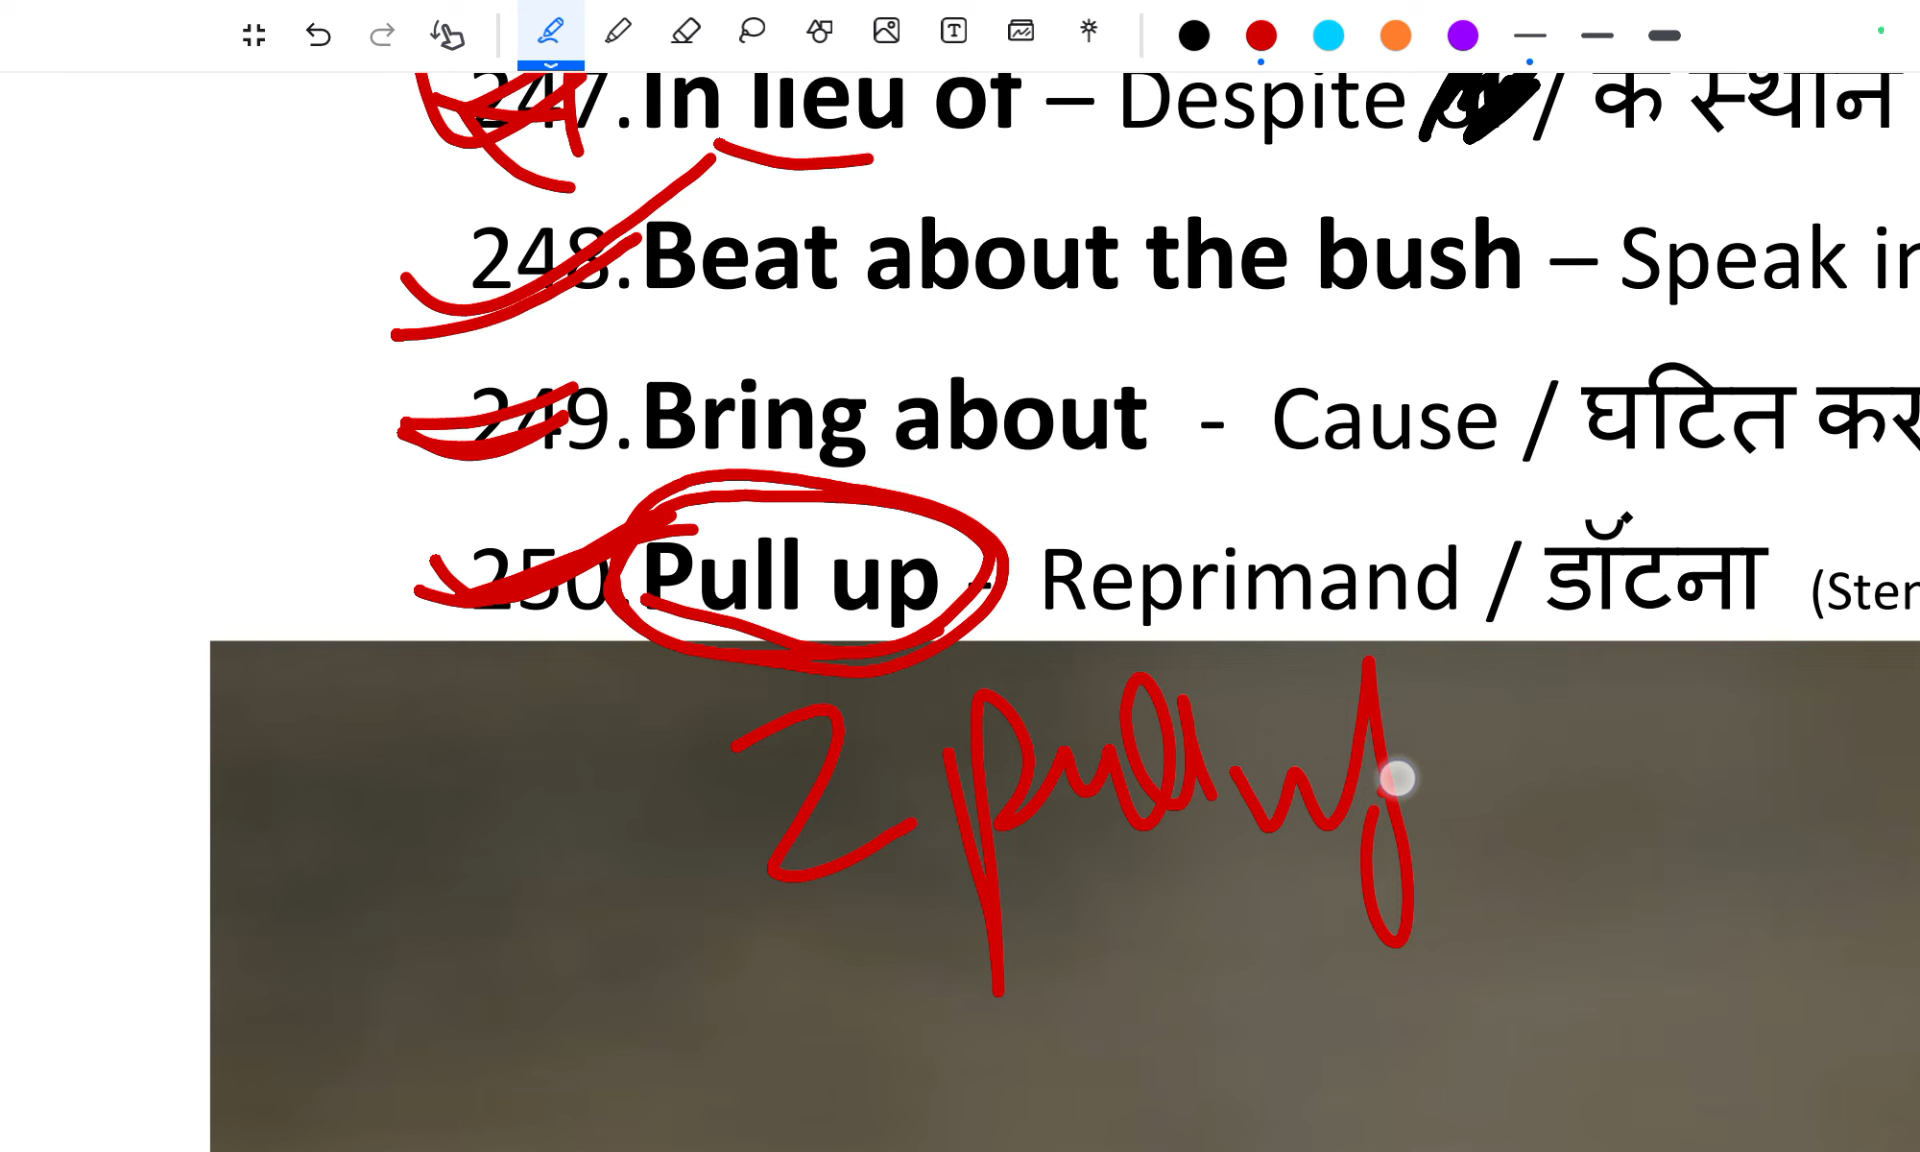 247. In lieu of – Despite / के स्थान
248. Beat about the bush – Speak in
249. Bring about - Cause / घटित कर
250. Pull up - Reprimand / डॉंटना (Ster
2 pull up